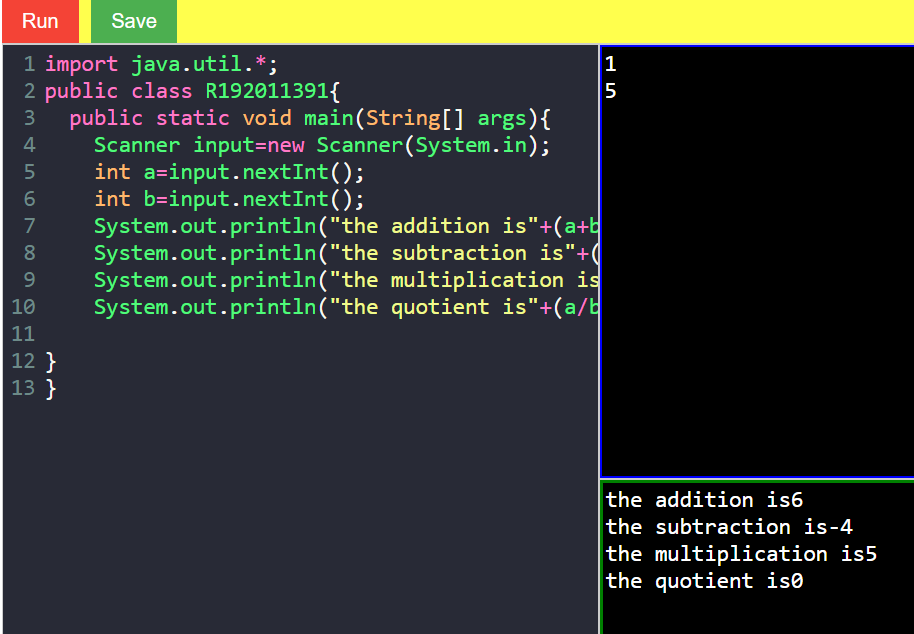 Run Save
1 import java.util.*;
2 public class R192011391{
3 public static void main(String[] args){
4 Scanner input=new Scanner(System.in);
5 int a=input.nextInt();
6 int b=input.nextInt();
7 System.out.println("the addition is"+(a+b
8 System.out.println("the subtraction is"+(
9 System.out.println("the multiplication is
10 System.out.println("the quotient is"+(a/b
11
12 }
13 }
1
5
the addition is6
the subtraction is-4
the multiplication is5
the quotient is0